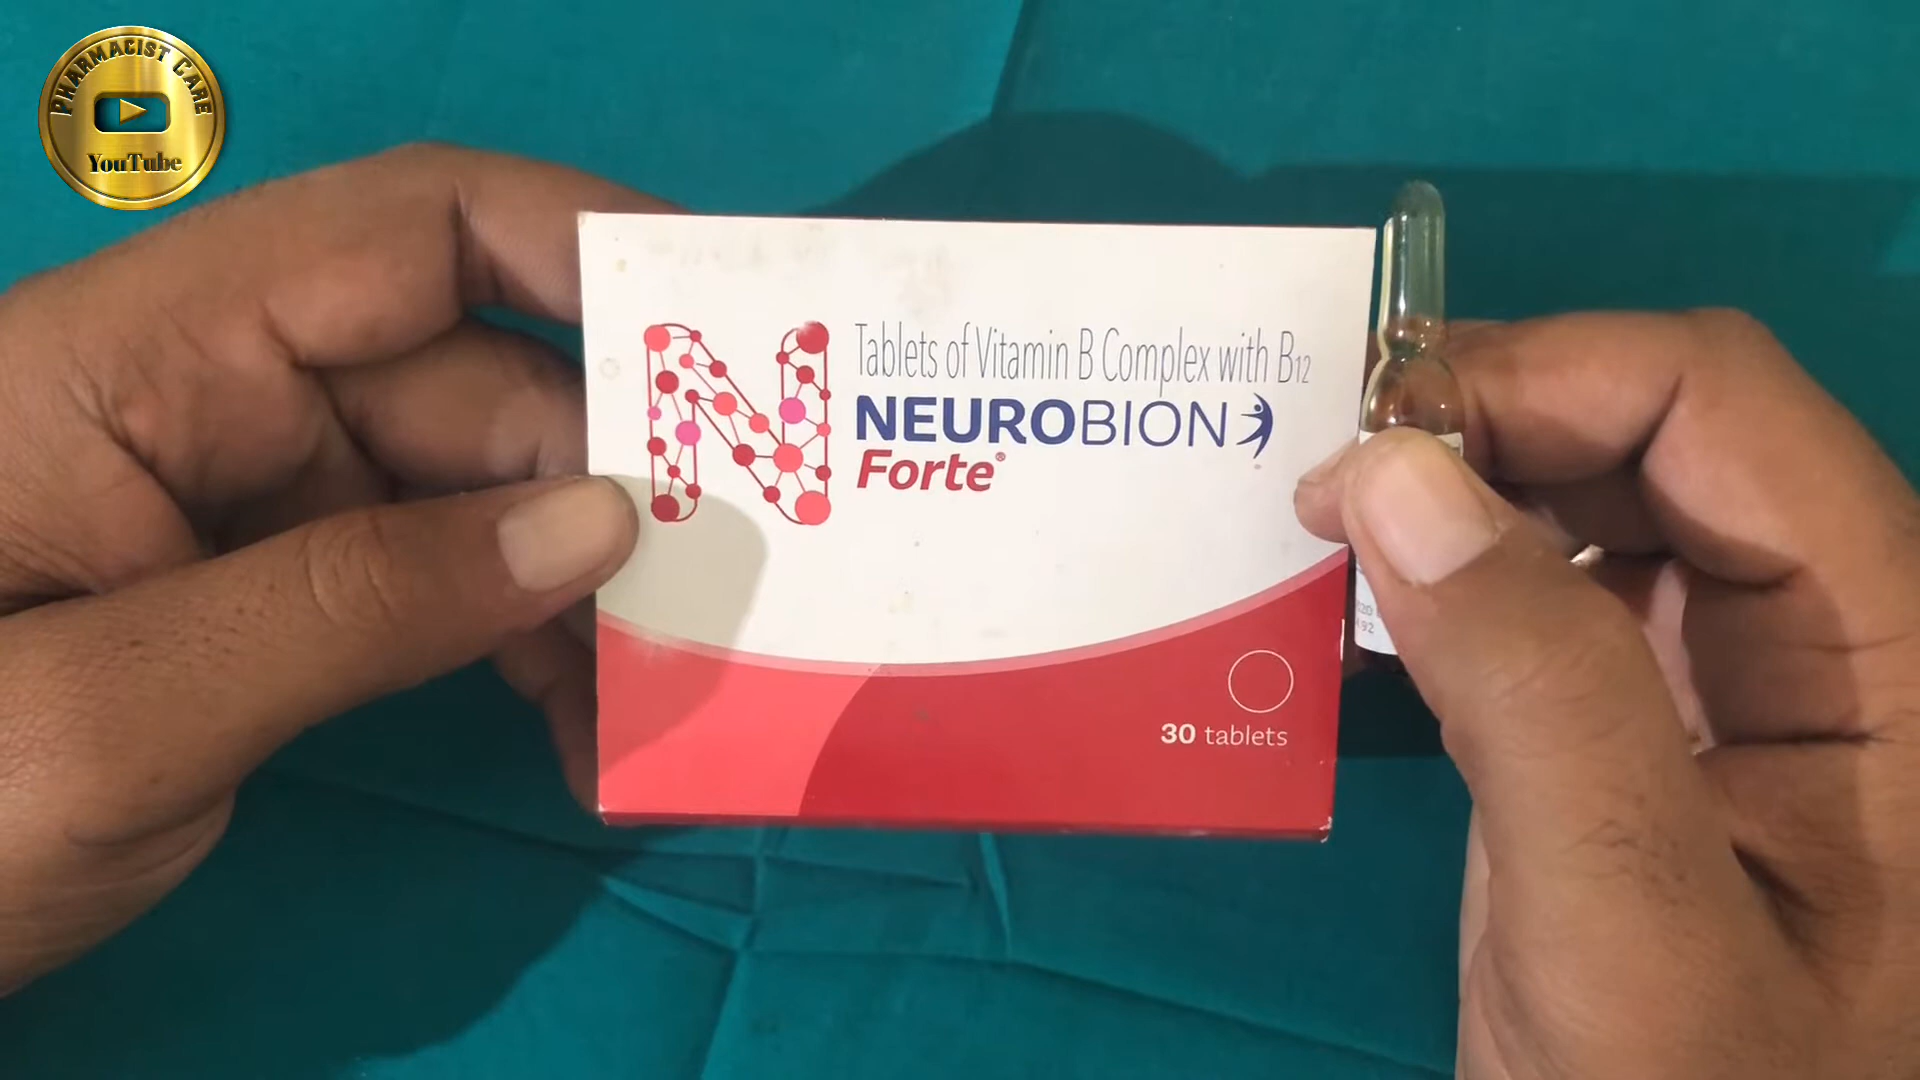 PHARMACIST CARE
YouTube
Tablets of Vitamin B Complex with B12
NEUROBION
Forte®
30 tablets